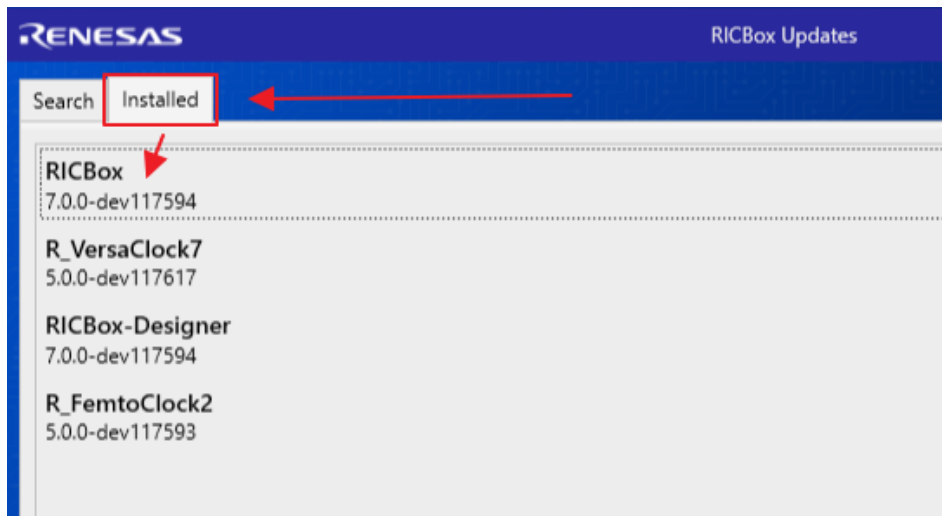 RENESAS
RICBox Updates
Search
Installed
RICBox
7.0.0-dev117594
R_VersaClock7
5.0.0-dev117617
RICBox-Designer
7.0.0-dev117594
R_FemtoClock2
5.0.0-dev117593